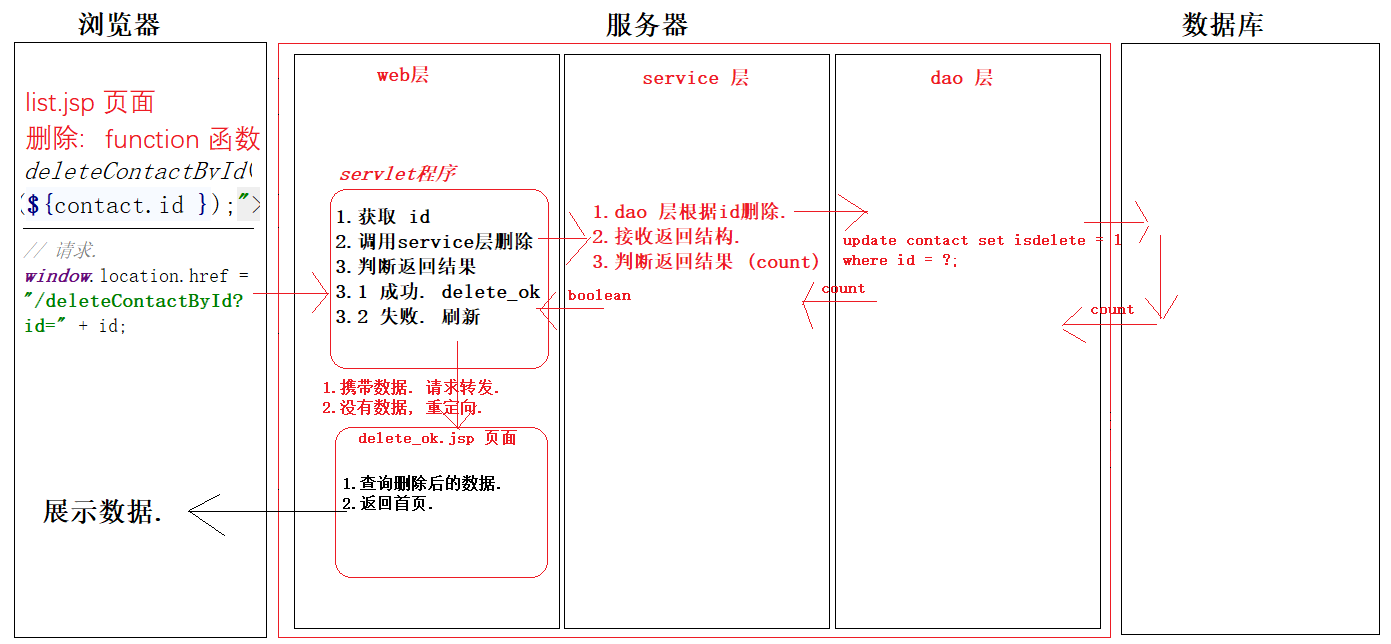 浏览器
服务器
数据库
list.jsp 页面
删除: function 函数
deleteContactById(
(${contact.id });">
// 请求.
window.location.href =
"/deleteContactById?
id=" + id;
展示数据.
web层
servlet程序
1.获取 id
2.调用service层删除
3.判断返回结果
3.1 成功. delete_ok
3.2 失败. 刷新
1.携带数据. 请求转发.
2.没有数据, 重定向.
delete_ok.jsp 页面
1.查询删除后的数据.
2.返回首页.
service 层
1.dao 层根据id删除.
2.接收返回结构.
3.判断返回结果 (count)
boolean
dao 层
update contact set isdelete = 1
where id = ?;
count
count